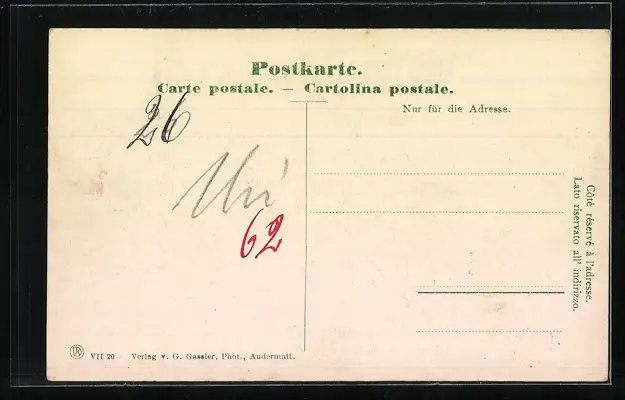 Postkarte.
Carte postale. — Cartolina postale.
Nur für die Adresse.
26
Uri
62
Côté réservé à l'adresse.
Lato riservato all' indirizzo.
VII 20 Verlag v. G. Gassler, Phot., Andermatt.